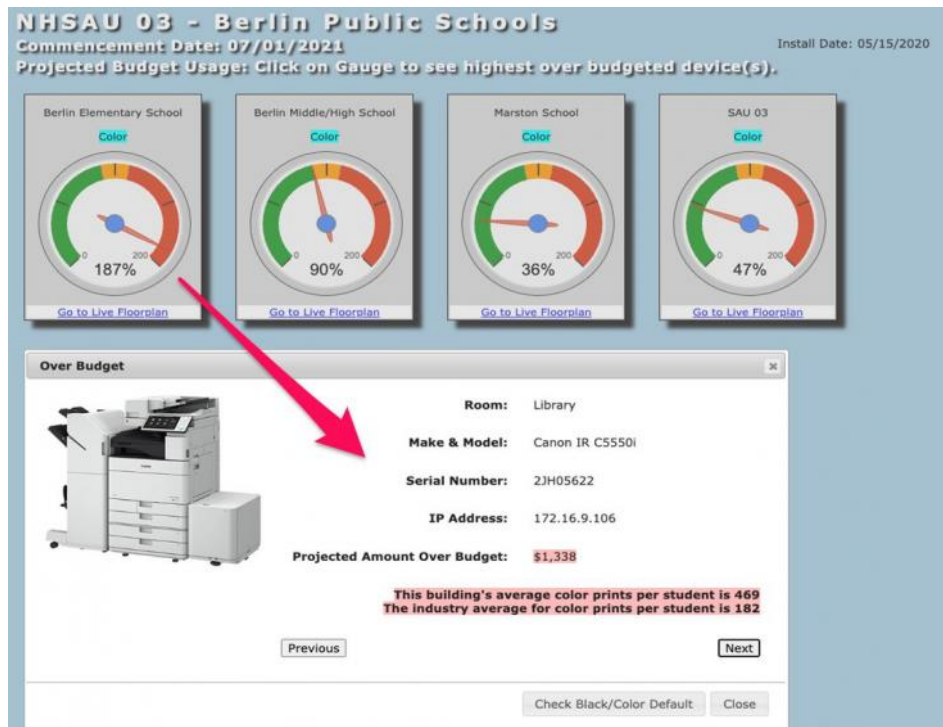 NHSAU 03 - Berlin Public Schools
Commencement Date: 07/01/2021
Install Date: 05/15/2020
Projected Budget Usage: Click on Gauge to see highest over budgeted device(s).
Berlin Elementary School
Color
0 200
187%
Go to Live Floorplan
Berlin Middle/High School
Color
0 200
90%
Go to Live Floorplan
Marston School
Color
0 200
36%
Go to Live Floorplan
SAU 03
Color
0 200
47%
Go to Live Floorplan
Over Budget
Room: Library
Make & Model: Canon IR C5550i
Serial Number: 2JH05622
IP Address: 172.16.9.106
Projected Amount Over Budget: $1,338
This building's average color prints per student is 469
The industry average for color prints per student is 182
Previous
Next
Check Black/Color Default
Close